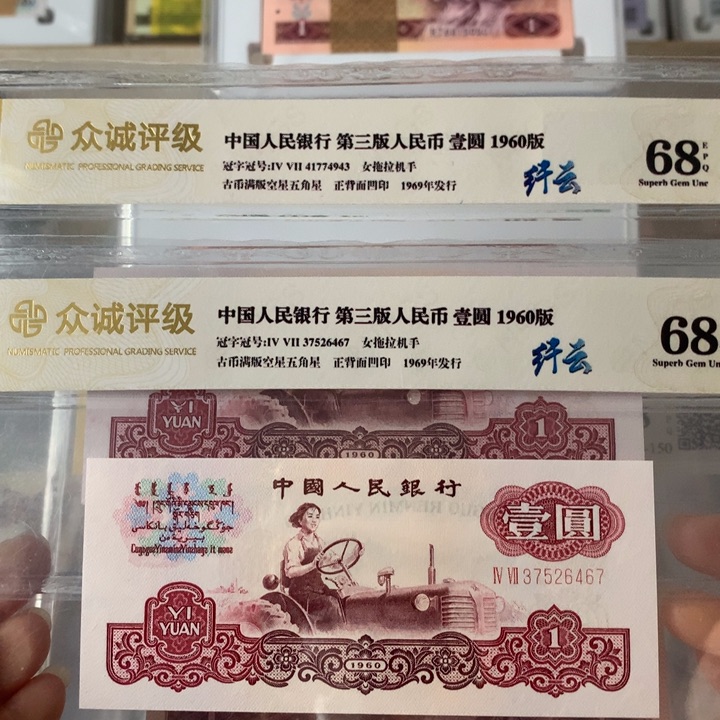 众诚评级
NUMISMATIC PROFESSIONAL GRADING SERVICE
中国人民银行 第三版人民币 壹圆 1960版
冠字冠号:IV VII 41774943 女拖拉机手
古币满版空星五角星 正背面凹印 1969年发行
纤云
68
EPQ
Superb Gem Unc
众诚评级
NUMISMATIC PROFESSIONAL GRADING SERVICE
中国人民银行 第三版人民币 壹圆 1960版
冠字冠号:IV VII 37526467 女拖拉机手
古币满版空星五角星 正背面凹印 1969年发行
纤云
68
Superb Gem Un
YI
YUAN
1960
1
中國人民銀行
壹圓
IV VII 37526467
YI
YUAN
1960
1